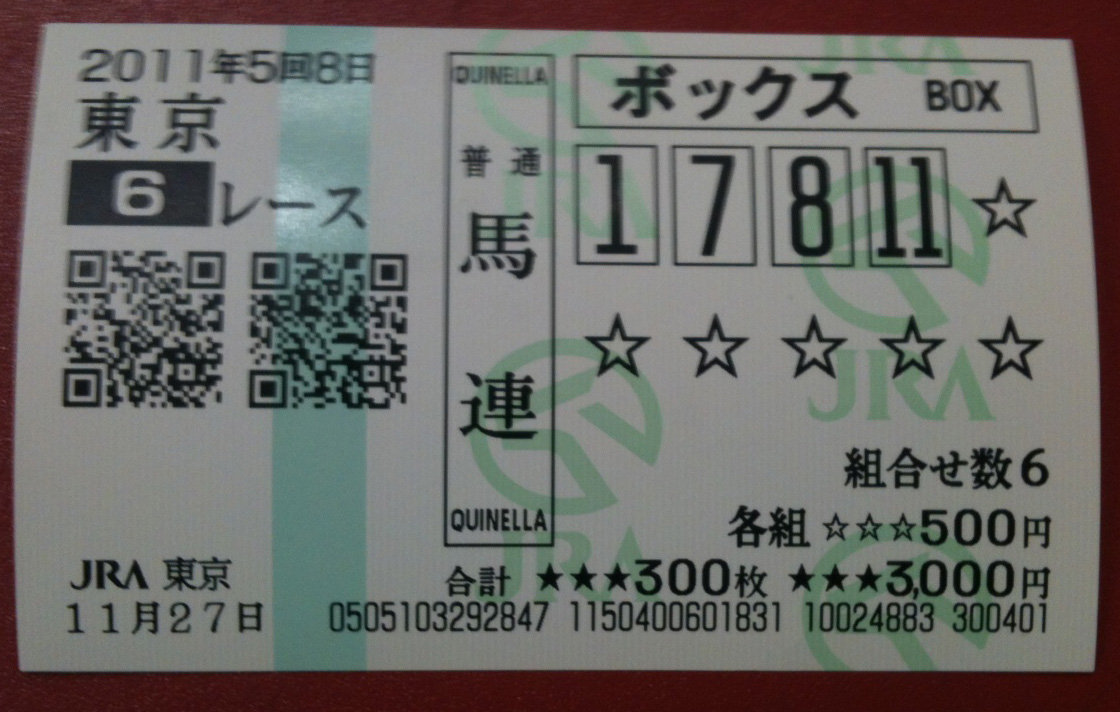 2011年5回8日
東京
6レース
JRA 東京
11月27日
QUINELLA
普通
馬連
QUINELLA
ボックス BOX
1 7 8 11 ☆
☆ ☆ ☆ ☆ ☆
組合せ数6
各組 ☆☆☆500円
合計 ★★★300枚 ★★★3,000円
0505103292847 1150400601831 10024883 300401
JRA
JRA
JRA